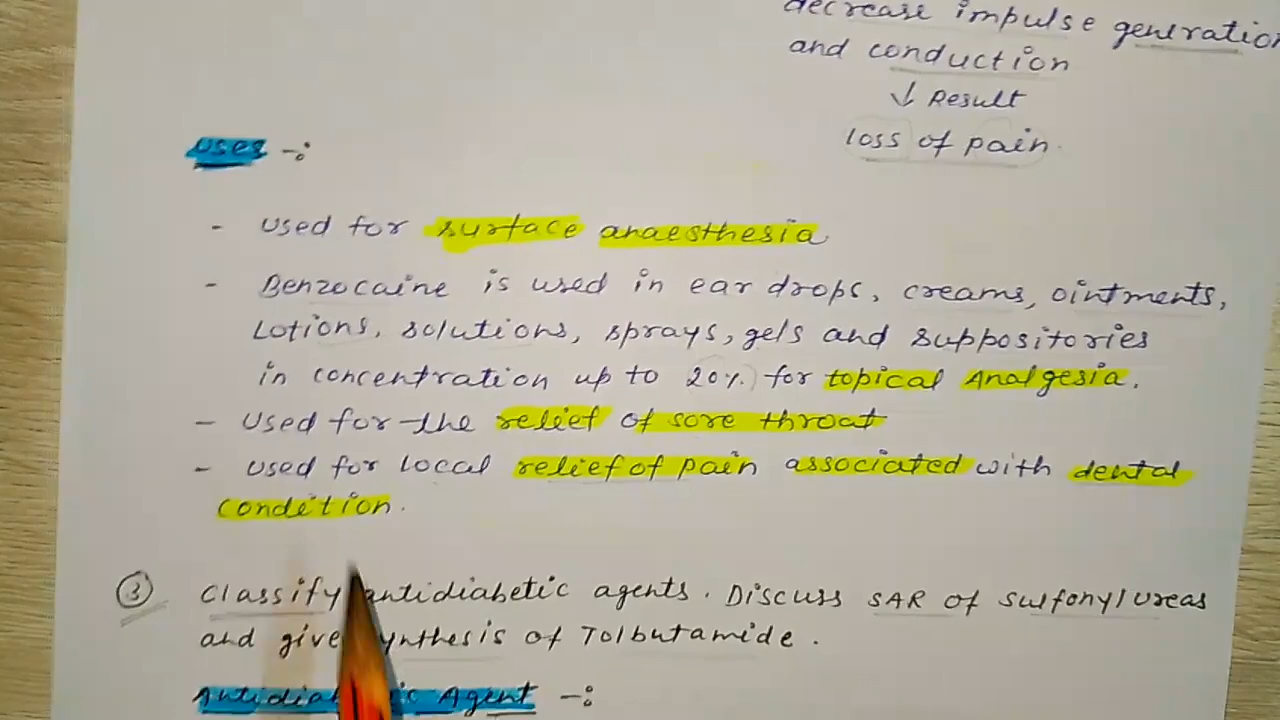 decrease impulse generation
and conduction
↓ Result
loss of pain.
Uses -:
- Used for surface anaesthesia
- Benzocaine is used in ear drops, creams, ointments,
Lotions, solutions, sprays, gels and suppositories
in concentration up to 20% for topical Analgesia.
- Used for the relief of sore throat
- Used for local relief of pain associated with dental
condition.
③ Classify antidiabetic agents. Discuss SAR of Sulfonylureas
and give synthesis of Tolbutamide.
Antidiabetic Agent -: